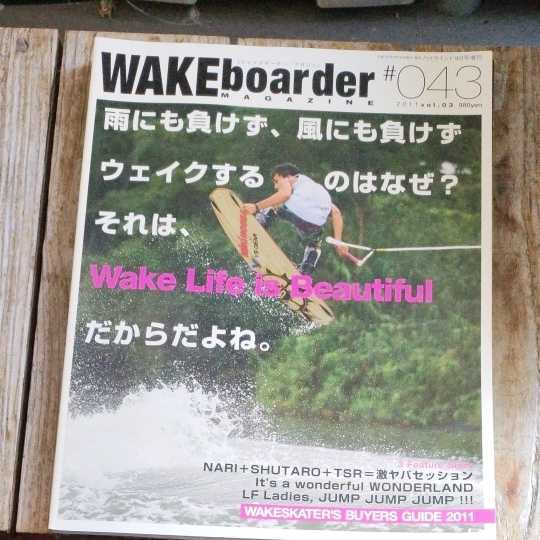 WAKEboarder
MAGAZINE
#043
2011 vol.03 980yen
雨にも負けず、風にも負けず
ウェイクする のはなぜ？
それは、
Wake Life is Beautiful
だからだよね。
NARI＋SHUTARO＋TSR＝激ヤバセッション
It's a wonderful WONDERLAND
LF Ladies, JUMP JUMP JUMP !!!
WAKESKATER'S BUYERS GUIDE 2011